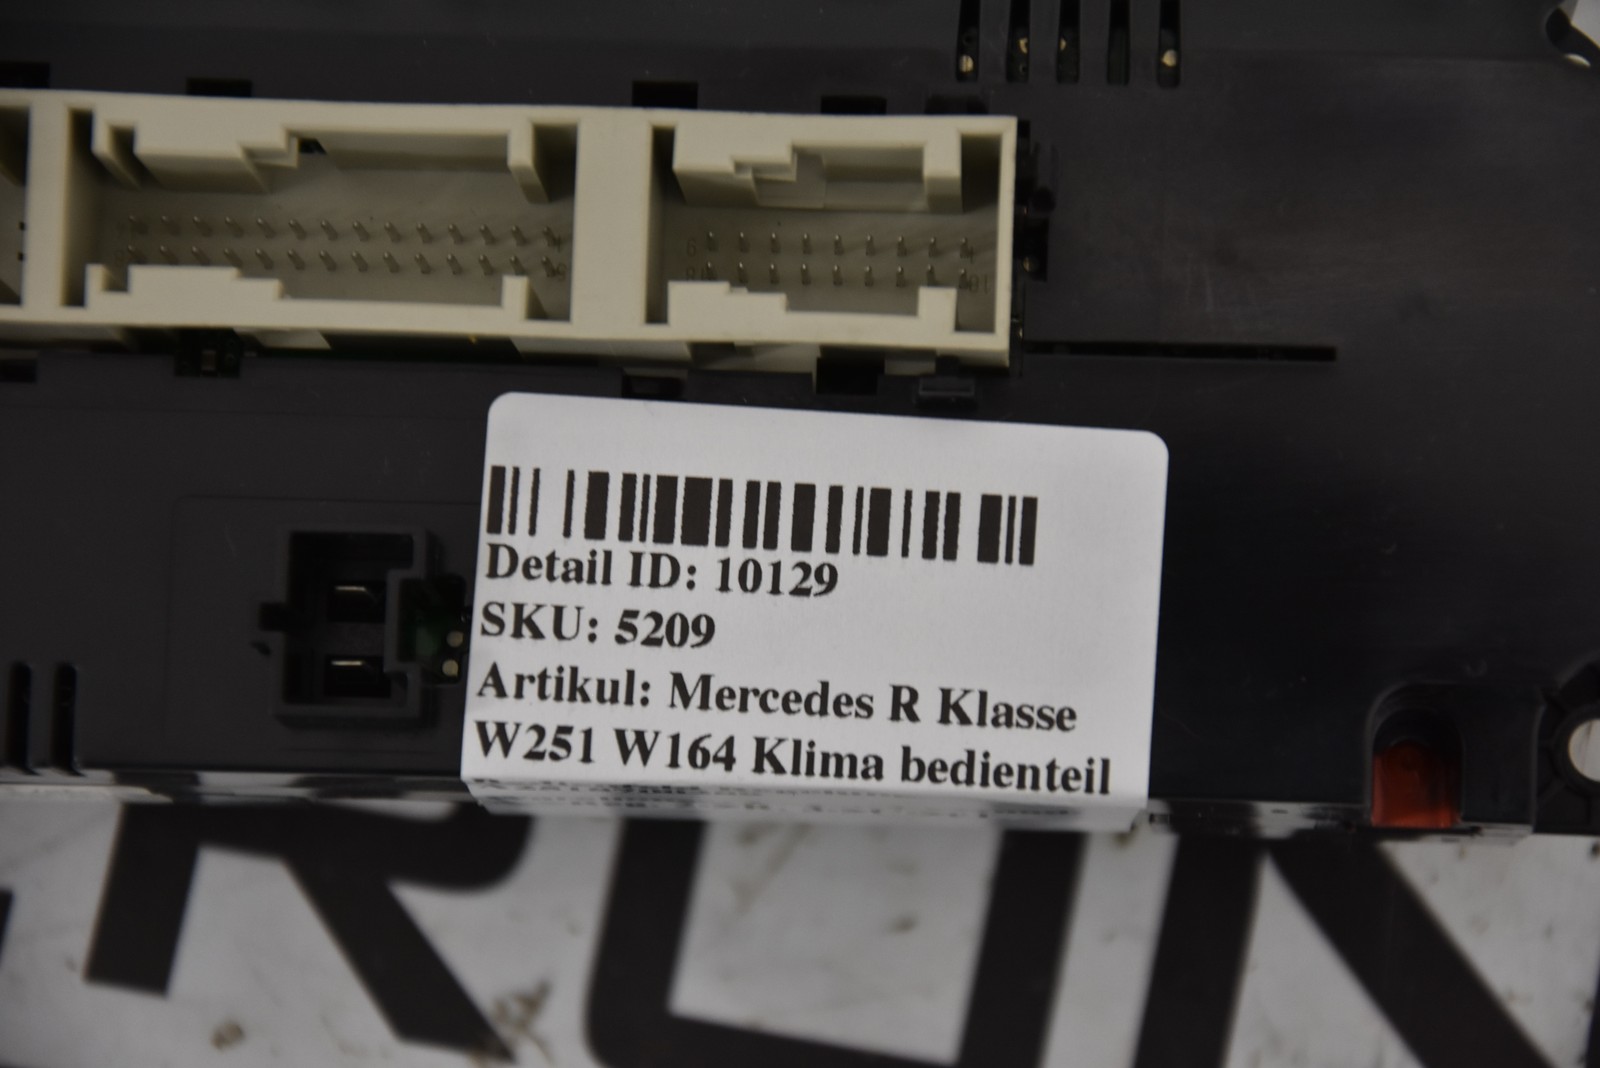 Detail ID: 10129
SKU: 5209
Artikul: Mercedes R Klasse
W251 W164 Klima bedienteil